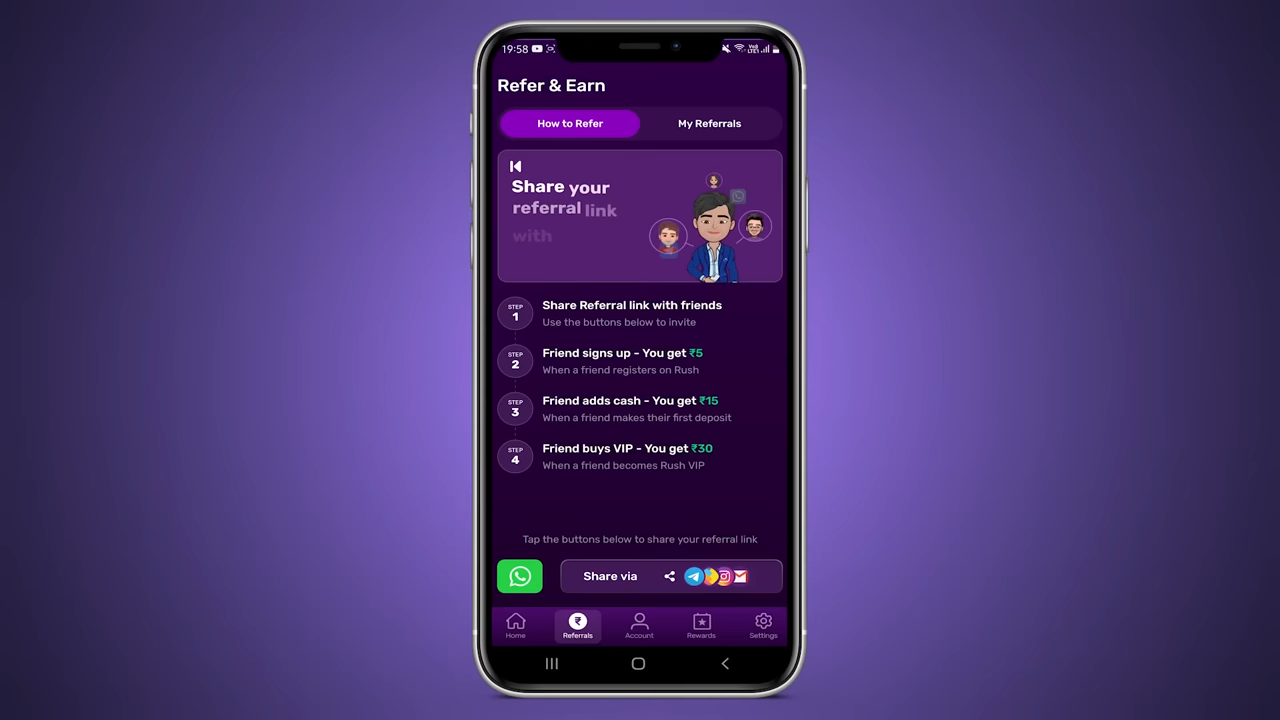 19:58
Refer & Earn
How to Refer
My Referrals
Share your
referral link
with
STEP
1
Share Referral link with friends
Use the buttons below to invite
STEP
2
Friend signs up - You get ₹5
When a friend registers on Rush
STEP
3
Friend adds cash - You get ₹15
When a friend makes their first deposit
STEP
4
Friend buys VIP - You get ₹30
When a friend becomes Rush VIP
Tap the buttons below to share your referral link
Share via
Home
Referrals
Account
Rewards
Settings